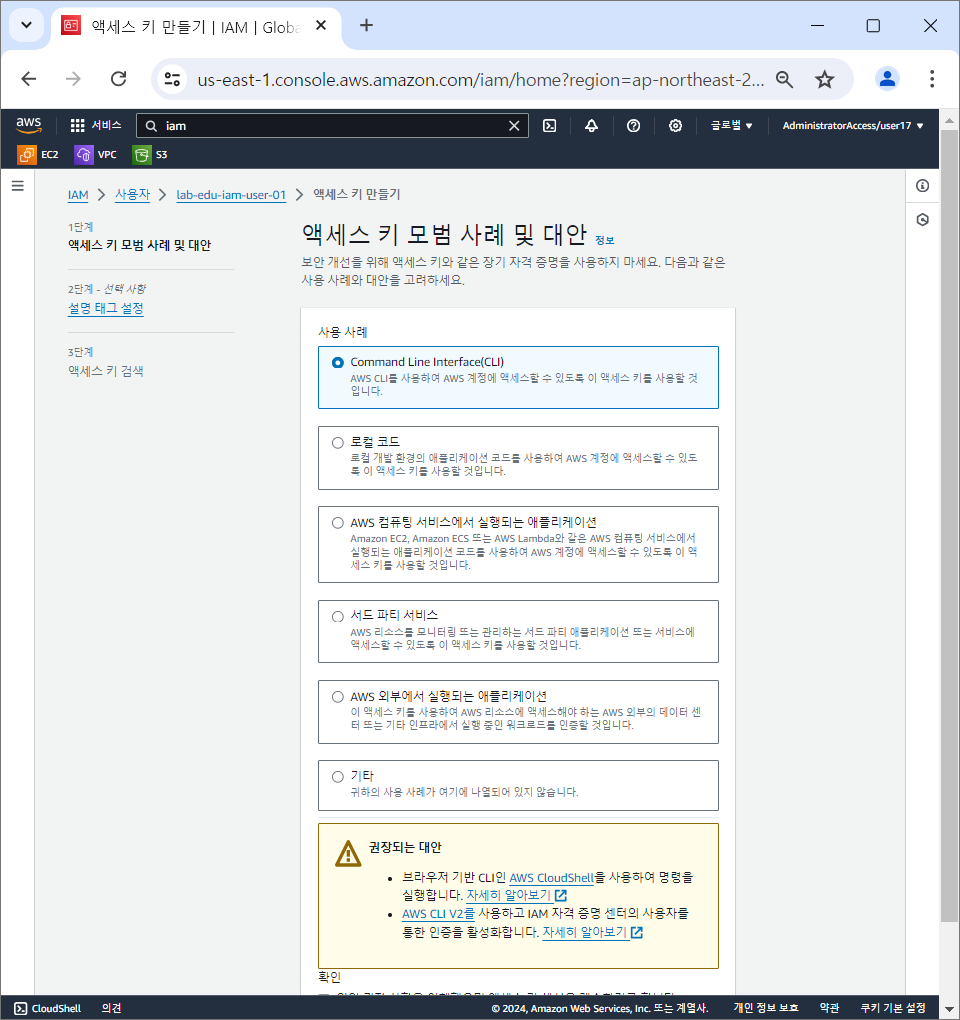 액세스 키 만들기 | IAM | Globa
us-east-1.console.aws.amazon.com/iam/home?region=ap-northeast-2...
aws
서비스
iam
글로벌
AdministratorAccess/user17
EC2
VPC
S3
IAM
사용자
lab-edu-iam-user-01
액세스 키 만들기
1단계
액세스 키 모범 사례 및 대안
2단계 - 선택 사항
설명 태그 설정
3단계
액세스 키 검색
액세스 키 모범 사례 및 대안 정보
보안 개선을 위해 액세스 키와 같은 장기 자격 증명을 사용하지 마세요. 다음과 같은
사용 사례와 대안을 고려하세요.
사용 사례
Command Line Interface(CLI)
AWS CLI를 사용하여 AWS 계정에 액세스할 수 있도록 이 액세스 키를 사용할 것
입니다.
로컬 코드
로컬 개발 환경의 애플리케이션 코드를 사용하여 AWS 계정에 액세스할 수 있도
록 이 액세스 키를 사용할 것입니다.
AWS 컴퓨팅 서비스에서 실행되는 애플리케이션
Amazon EC2, Amazon ECS 또는 AWS Lambda와 같은 AWS 컴퓨팅 서비스에서
실행되는 애플리케이션 코드를 사용하여 AWS 계정에 액세스할 수 있도록 이 액
세스 키를 사용할 것입니다.
서드 파티 서비스
AWS 리소스를 모니터링 또는 관리하는 서드 파티 애플리케이션 또는 서비스에
액세스할 수 있도록 이 액세스 키를 사용할 것입니다.
AWS 외부에서 실행되는 애플리케이션
이 액세스 키를 사용하여 AWS 리소스에 액세스해야 하는 AWS 외부의 데이터 센
터 또는 기타 인프라에서 실행 중인 워크로드를 인증할 것입니다.
기타
귀하의 사용 사례가 여기에 나열되어 있지 않습니다.
권장되는 대안
브라우저 기반 CLI인 AWS CloudShell을 사용하여 명령을
실행합니다. 자세히 알아보기
AWS CLI V2를 사용하고 IAM 자격 증명 센터의 사용자를
통한 인증을 활성화합니다. 자세히 알아보기
확인
CloudShell
의견
© 2024, Amazon Web Services, Inc. 또는 계열사.
개인 정보 보호
약관
쿠키 기본 설정